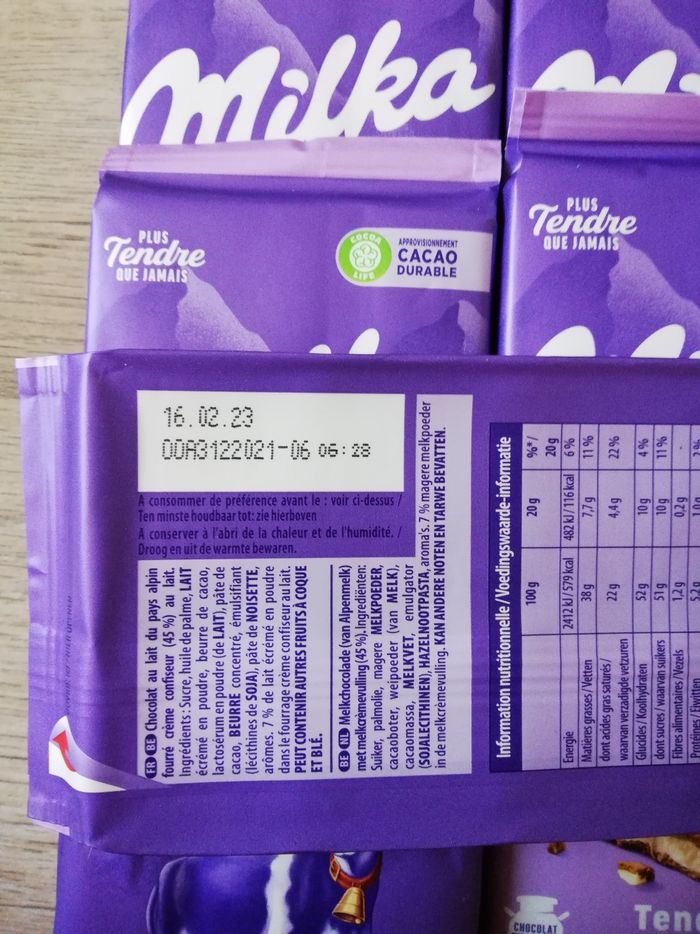 Milka
PLUS
Tendre
QUE JAMAIS
COCOA
LIFE
APPROVISIONNEMENT
CACAO
DURABLE
PLUS
Tendre
QUE JAMAIS
16.02.23
OOA3122021-06 06:28
A consommer de préférence avant le : voir ci-dessus /
Ten minste houdbaar tot: zie hierboven
A conserver à l'abri de la chaleur et de l'humidité. /
Droog en uit de warmte bewaren.
FR BE Chocolat au lait du pays alpin
fourré crème confiseur (45 %) au lait.
Ingrédients : Sucre, huile de palme, LAIT
écrémé en poudre, beurre de cacao,
lactosérum en poudre (de LAIT), pâte de
cacao, BEURRE concentré, émulsifiant
(lécithines de SOJA), pâte de NOISETTE,
arômes. 7 % de lait écrémé en poudre
dans le fourrage crème confiseur au lait.
PEUT CONTENIR AUTRES FRUITS À COQUE
ET BLÉ.
BE NL Melkchocolade (van Alpenmelk)
met melkcrèmevulling (45 %). Ingrediënten:
Suiker, palmolie, magere MELKPOEDER,
cacaoboter, weipoeder (van MELK),
cacaomassa, MELKVET, emulgator
(SOJALECITHINEN), HAZELNOOTPASTA, aroma's. 7 % magere melkpoeder
in de melkcrèmevulling. KAN ANDERE NOTEN EN TARWE BEVATTEN.
Information nutritionnelle / Voedingswaarde-informatie
100 g 20 g %*/ 20 g
Energie 2412 kJ / 579 kcal 482 kJ / 116 kcal 6 %
Matières grasses / Vetten 38 g 7,7 g 11 %
dont acides gras saturés /
waarvan verzadigde vetzuren 22 g 4,4 g 22 %
Glucides / Koolhydraten 52 g 10 g 4 %
dont sucres / waarvan suikers 51 g 10 g 11 %
Fibres alimentaires / Vezels 1,2 g 0,2 g
Protéines / Eiwitten
CHOCOLAT
Ten